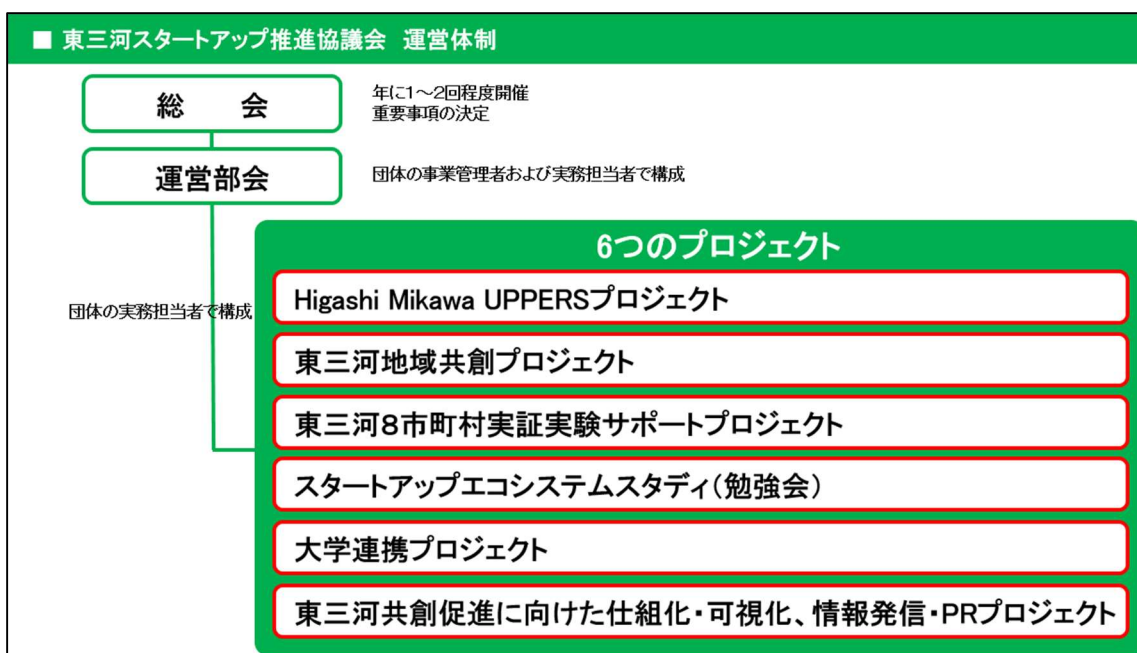 ■ 東三河スタートアップ推進協議会 運営体制
総　会
年に1～2回程度開催
重要事項の決定
運営部会
団体の事業管理者および実務担当者で構成
6つのプロジェクト
団体の実務担当者で構成
Higashi Mikawa UPPERSプロジェクト
東三河地域共創プロジェクト
東三河8市町村実証実験サポートプロジェクト
スタートアップエコシステムスタディ(勉強会)
大学連携プロジェクト
東三河共創促進に向けた仕組化・可視化、情報発信・PRプロジェクト